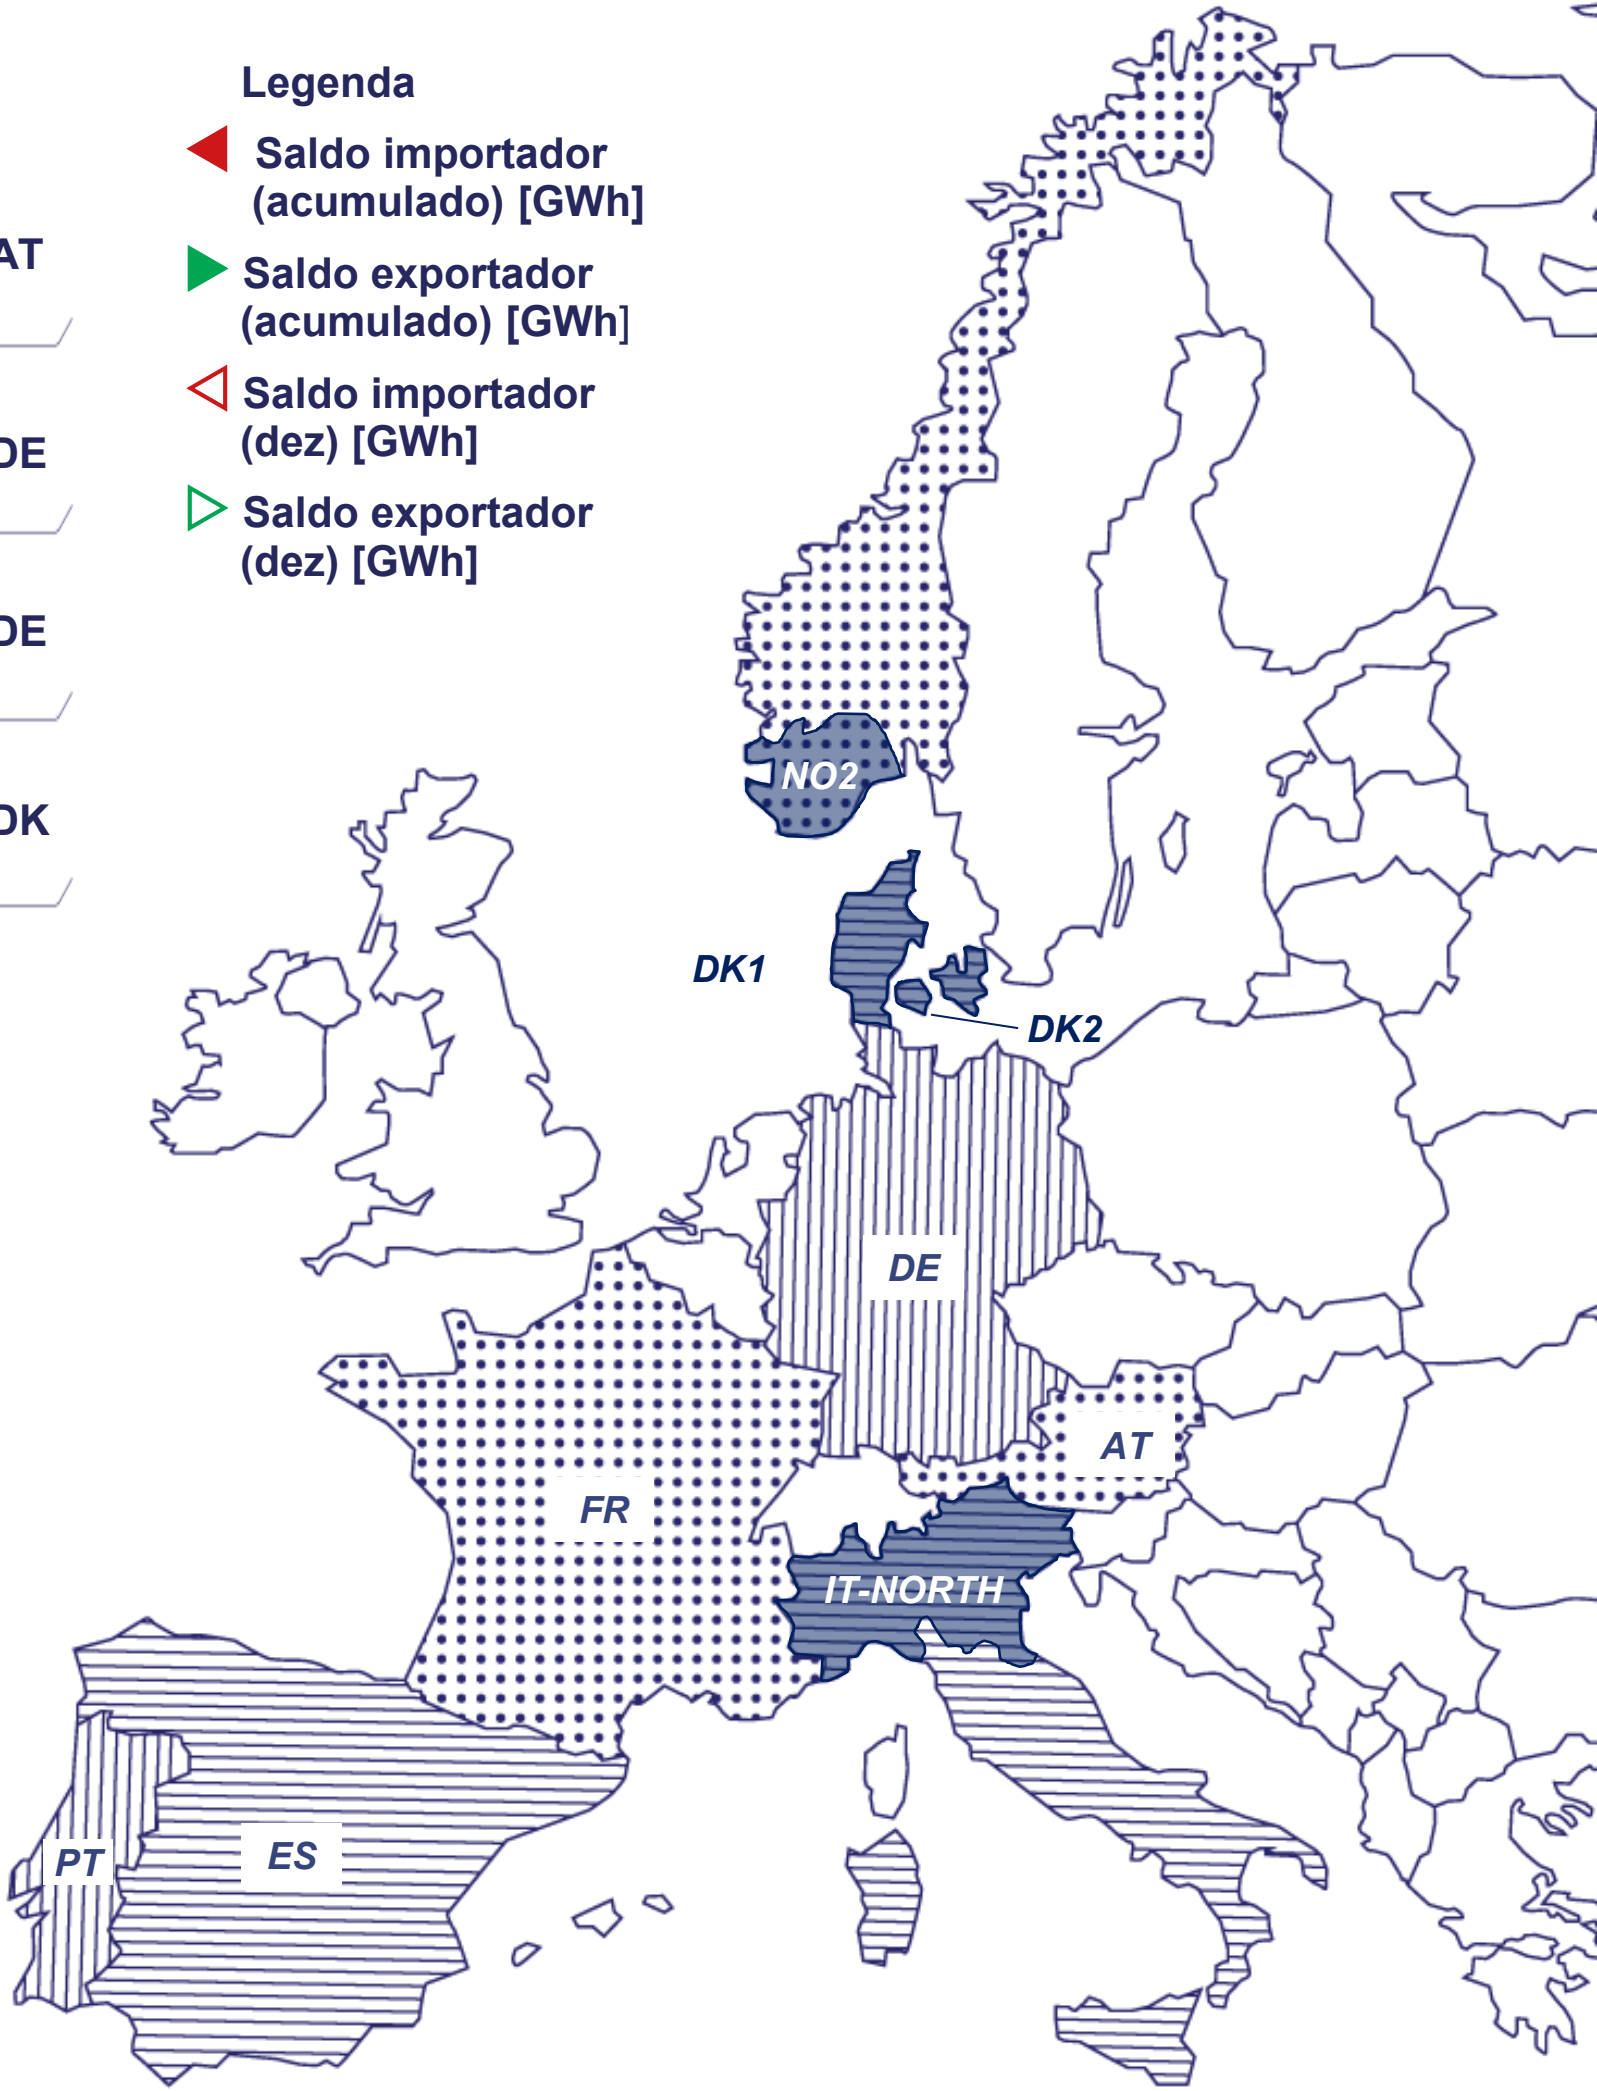 Legenda
Saldo importador
(acumulado) [GWh]
Saldo exportador
(acumulado) [GWh]
Saldo importador
(dez) [GWh]
Saldo exportador
(dez) [GWh]
AT
DE
DE
DK
NO2
DK1
DK2
DE
AT
FR
IT-NORTH
PT
ES